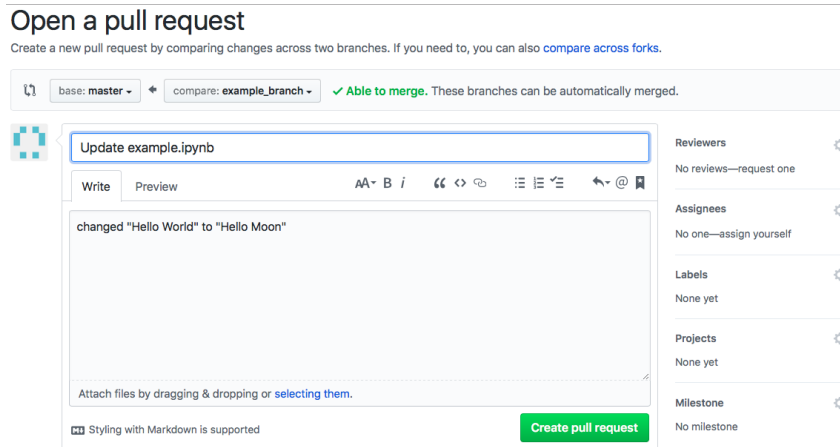 Open a pull request
Create a new pull request by comparing changes across two branches. If you need to, you can also compare across forks.
base: master
compare: example_branch
✓ Able to merge. These branches can be automatically merged.
Update example.ipynb
Write Preview
AA B i
changed "Hello World" to "Hello Moon"
Attach files by dragging & dropping or selecting them.
Styling with Markdown is supported
Create pull request
Reviewers
No reviews—request one
Assignees
No one—assign yourself
Labels
None yet
Projects
None yet
Milestone
No milestone